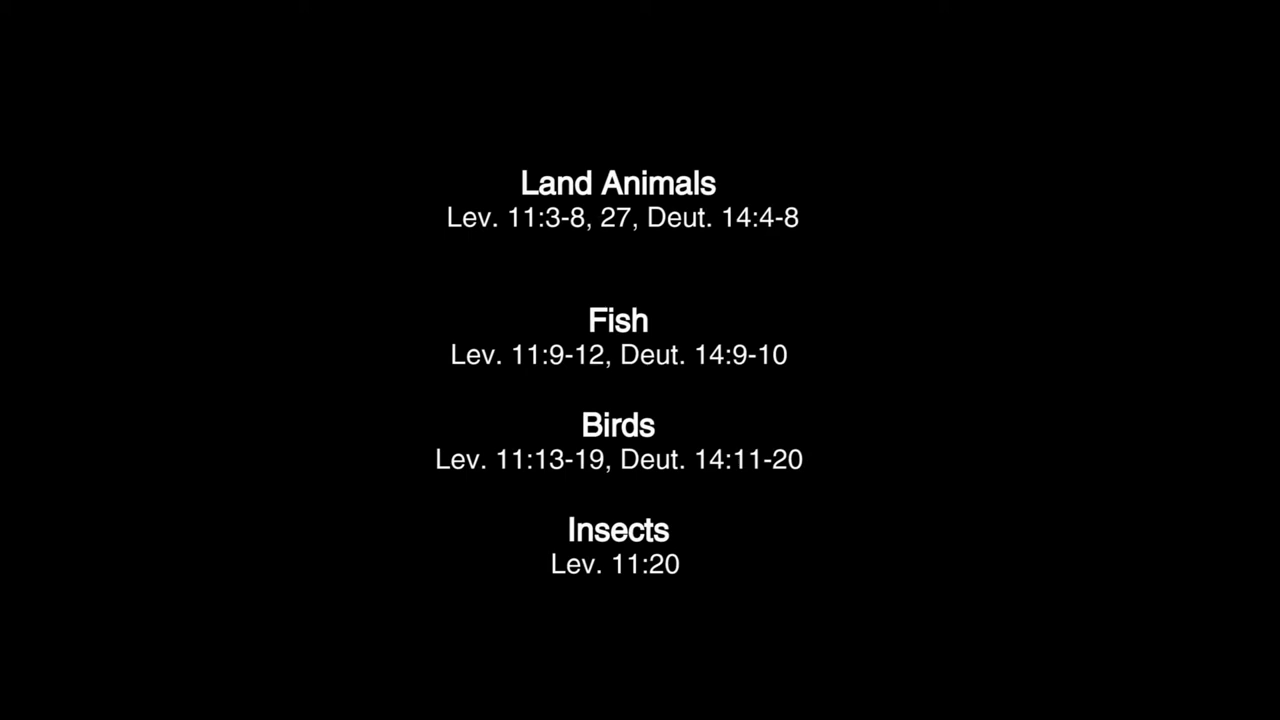 Land Animals
Lev. 11:3-8, 27, Deut. 14:4-8
Fish
Lev. 11:9-12, Deut. 14:9-10
Birds
Lev. 11:13-19, Deut. 14:11-20
Insects
Lev. 11:20